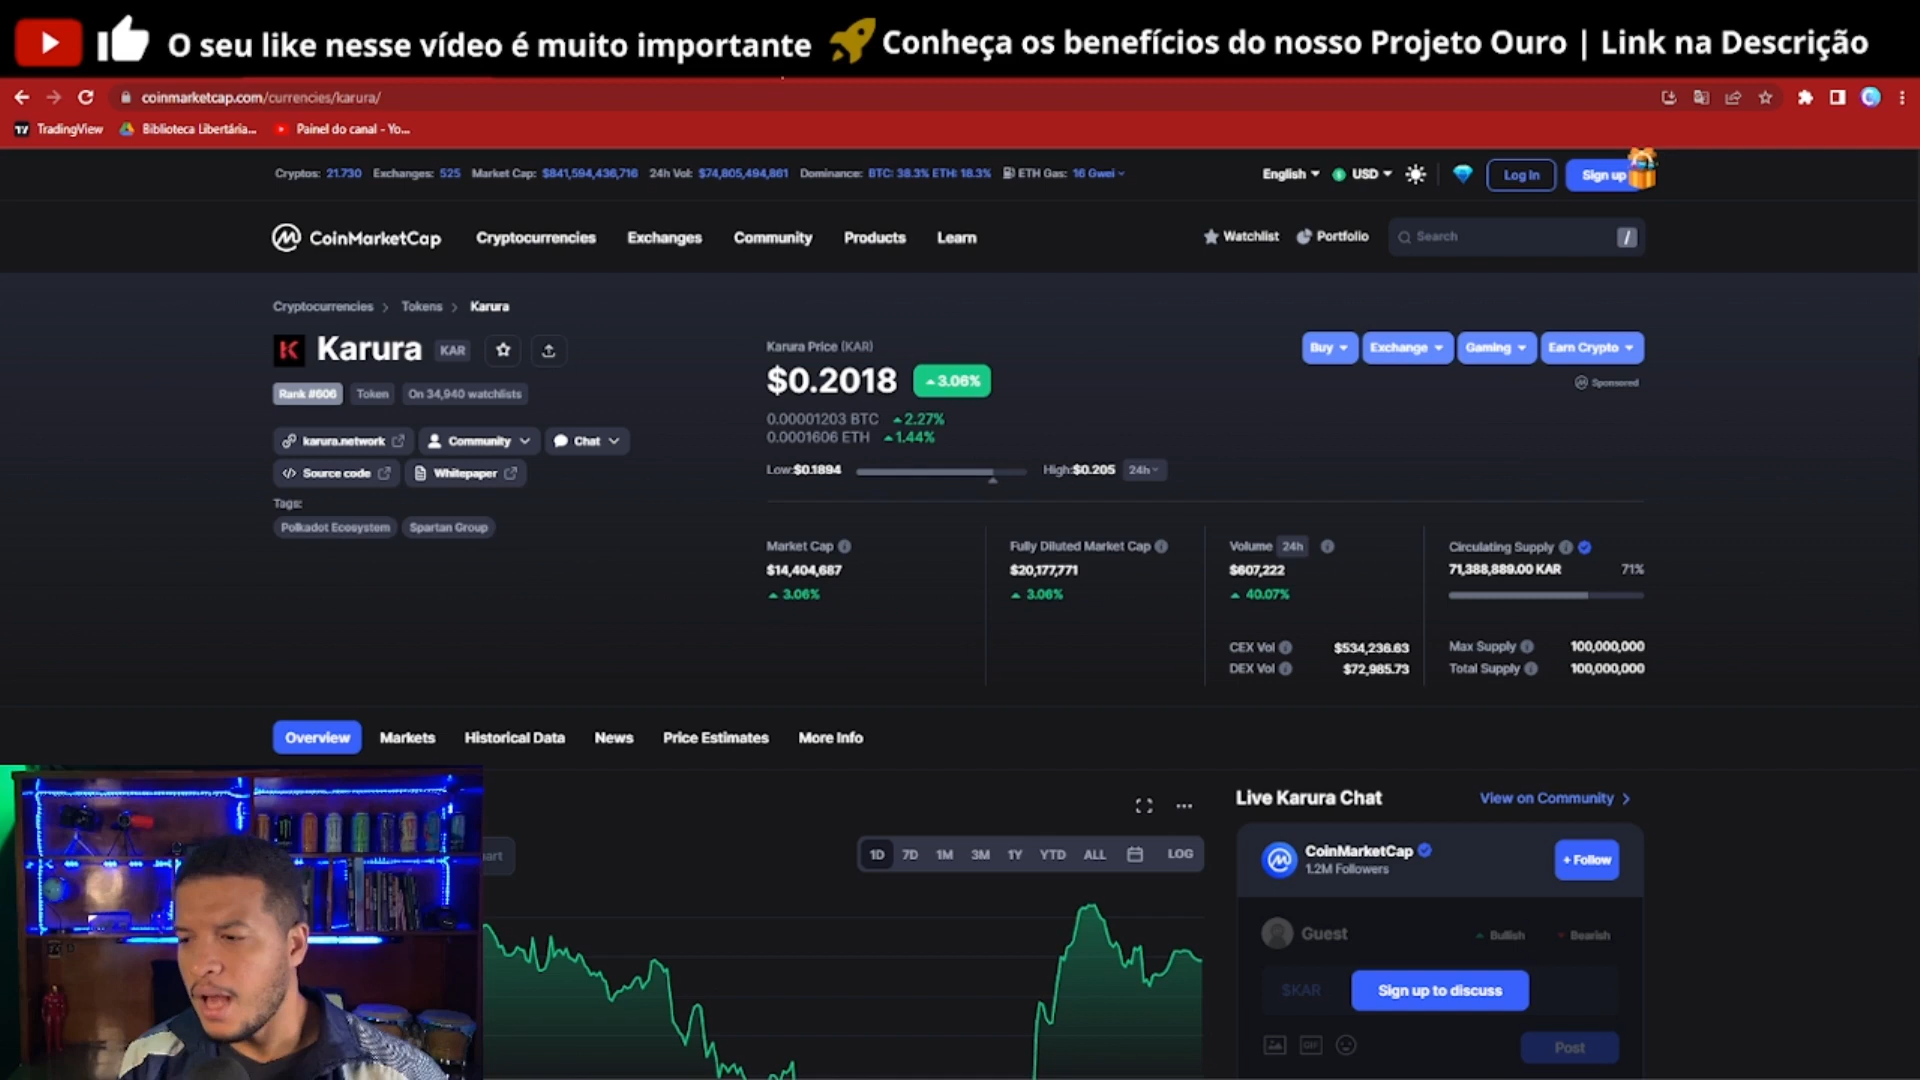 O seu like nesse vídeo é muito importante
Conheça os benefícios do nosso Projeto Ouro | Link na Descrição
coinmarketcap.com/currencies/karura/
TradingView
Biblioteca Libertária...
Painel do canal - Yo...
Cryptos: 21.730 Exchanges: 525 Market Cap: $841,594,436,716 24h Vol: $74,805,494,861 Dominance: BTC: 38.3% ETH: 18.3% ETH Gas: 16 Gwei
English
USD
Log In
Sign up
CoinMarketCap
Cryptocurrencies
Exchanges
Community
Products
Learn
Watchlist
Portfolio
Search
/
Cryptocurrencies > Tokens > Karura
Karura KAR
Rank #606
Token
On 34,940 watchlists
karura.network
Community
Chat
Source code
Whitepaper
Tags:
Polkadot Ecosystem
Spartan Group
Karura Price (KAR)
$0.2018 3.06%
0.00001203 BTC 2.27%
0.0001606 ETH 1.44%
Low:$0.1894
High:$0.205
24h
Buy
Exchange
Gaming
Earn Crypto
Sponsored
Market Cap
$14,404,687
3.06%
Fully Diluted Market Cap
$20,177,771
3.06%
Volume 24h
$607,222
40.07%
CEX Vol $534,236.63
DEX Vol $72,985.73
Circulating Supply
71,388,889.00 KAR 71%
Max Supply 100,000,000
Total Supply 100,000,000
Overview
Markets
Historical Data
News
Price Estimates
More Info
1D 7D 1M 3M 1Y YTD ALL LOG
Live Karura Chat
View on Community
CoinMarketCap
1.2M Followers
+ Follow
Guest
Bullish
Bearish
$KAR
Sign up to discuss
GIF
Post